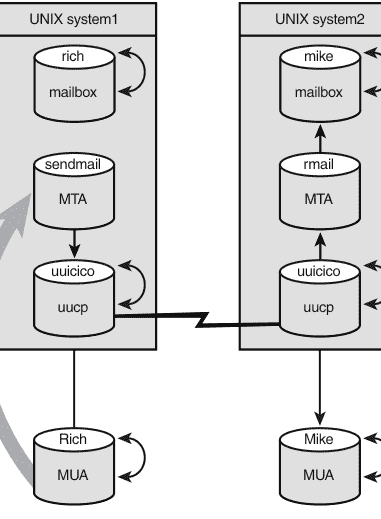 UNIX system1
rich
mailbox
sendmail
MTA
uuicico
uucp
Rich
MUA
UNIX system2
mike
mailbox
rmail
MTA
uuicico
uucp
Mike
MUA